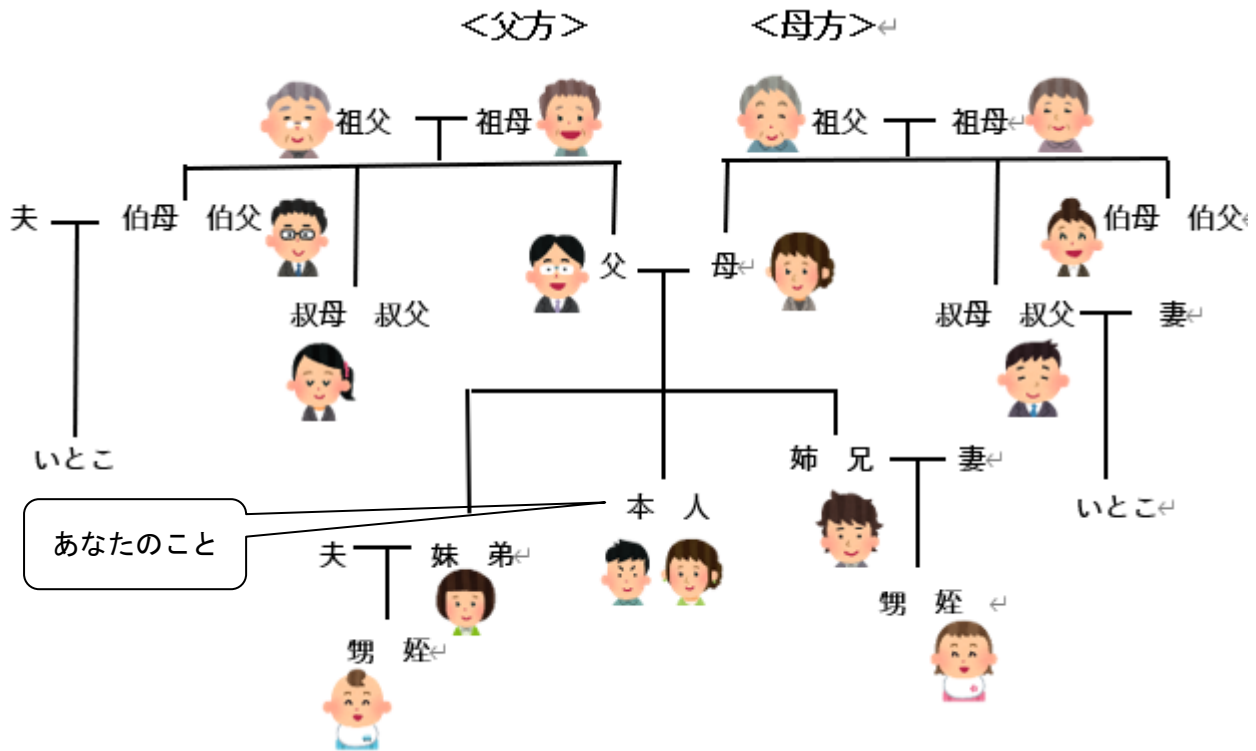 ＜父方＞ ＜母方＞
祖父 祖母 祖父 祖母
夫 伯母 伯父 伯母 伯父
父 母
叔母 叔父 叔母 叔父 妻
いとこ 姉 兄 妻
本 人 いとこ
あなたのこと
夫 妹 弟
甥 姪
甥 姪